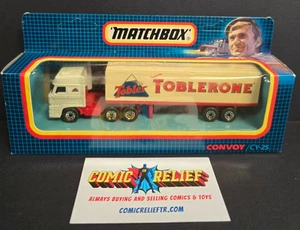 MATCHBOX
Tobler TOBLERONE
CONVOY / CY-25
COMIC RELIEF
ALWAYS BUYING AND SELLING COMICS & TOYS
COMICRELIEFTR.COM